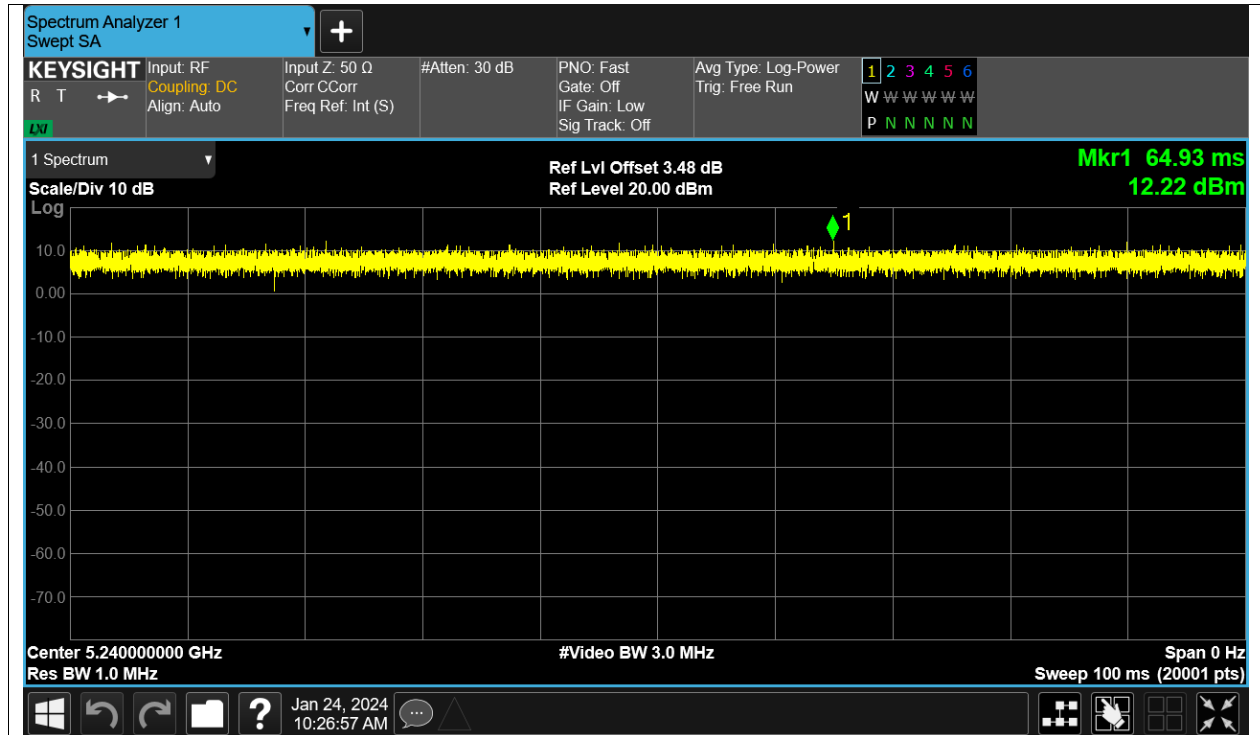 Spectrum Analyzer 1
Swept SA
+
KEYSIGHT
R T
LXI
Input: RF
Coupling: DC
Align: Auto
Input Z: 50 Ω
Corr CCorr
Freq Ref: Int (S)
#Atten: 30 dB
PNO: Fast
Gate: Off
IF Gain: Low
Sig Track: Off
Avg Type: Log-Power
Trig: Free Run
1 2 3 4 5 6
W W W W W W
P N N N N N
1 Spectrum
Scale/Div 10 dB
Log
Ref Lvl Offset 3.48 dB
Ref Level 20.00 dBm
Mkr1 64.93 ms
12.22 dBm
1
10.0
0.00
-10.0
-20.0
-30.0
-40.0
-50.0
-60.0
-70.0
Center 5.240000000 GHz
Res BW 1.0 MHz
#Video BW 3.0 MHz
Span 0 Hz
Sweep 100 ms (20001 pts)
?
Jan 24, 2024
10:26:57 AM